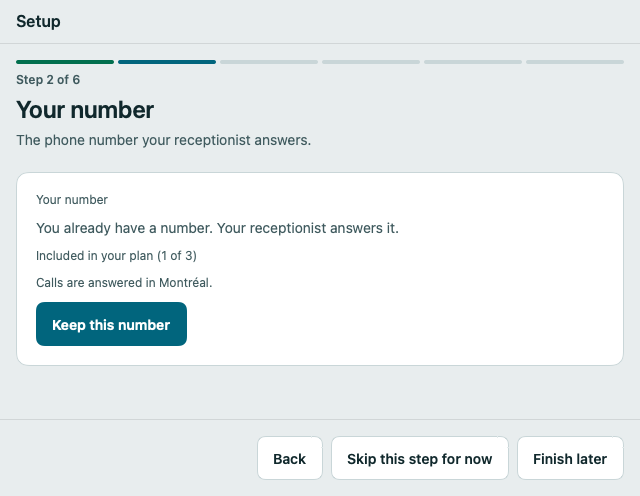 Setup
Step 2 of 6
Your number
The phone number your receptionist answers.
Your number
You already have a number. Your receptionist answers it.
Included in your plan (1 of 3)
Calls are answered in Montréal.
Keep this number
Back
Skip this step for now
Finish later